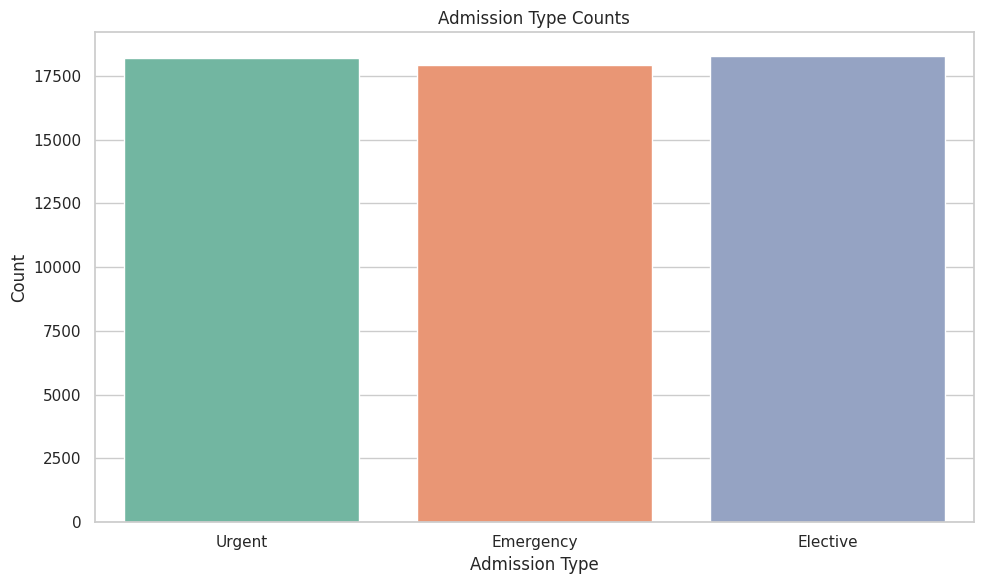 Admission Type Counts
Count
17500
15000
12500
10000
7500
5000
2500
0
Urgent Emergency Elective
Admission Type